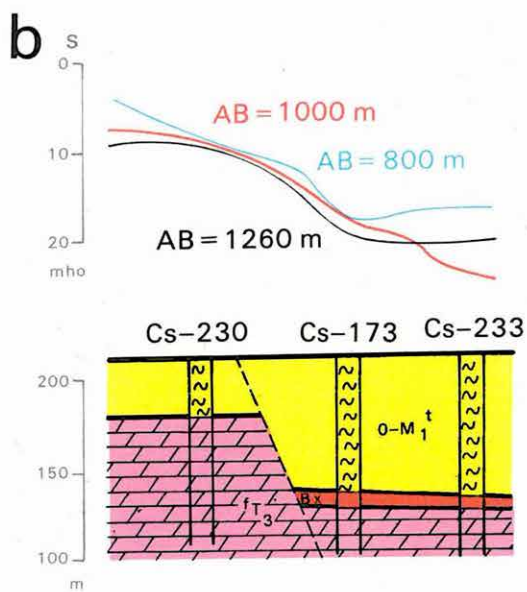 b
S
0
AB = 1000 m
10
AB = 800 m
AB = 1260 m
20
mho
Cs-230 Cs-173 Cs-233
200
0-M₁ᵗ
150
Bx
fT₃
100
m